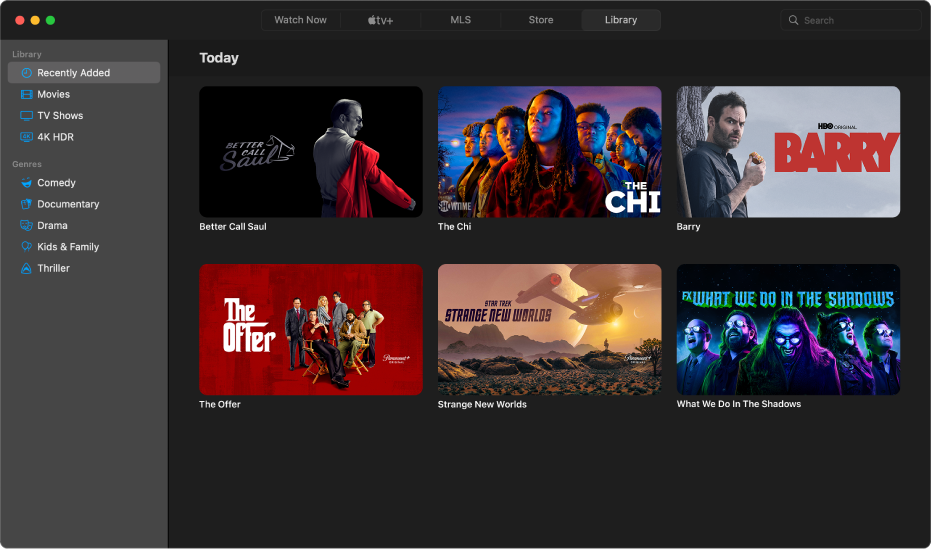 Watch Now
tv+
MLS
Store
Library
Search
Library
Recently Added
Movies
TV Shows
4K HDR
Genres
Comedy
Documentary
Drama
Kids & Family
Thriller
Today
BETTER
CALL
Saul
Better Call Saul
SHOWTIME
THE
CHI
The Chi
HBO ORIGINAL
BARRY
Barry
The
Offer
Paramount+
ORIGINAL
The Offer
STAR TREK
STRANGE NEW WORLDS
Paramount+
ORIGINAL
Strange New Worlds
FX WHAT WE DO IN THE SHADOWS
What We Do In The Shadows